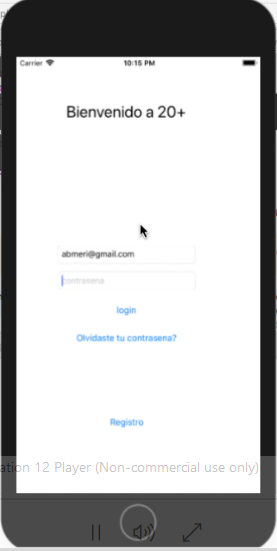 Carrier 10:15 PM
Bienvenido a 20+
abmeri@gmail.com
contrasena
login
Olvidaste tu contrasena?
Registro
ation 12 Player (Non-commercial use only)